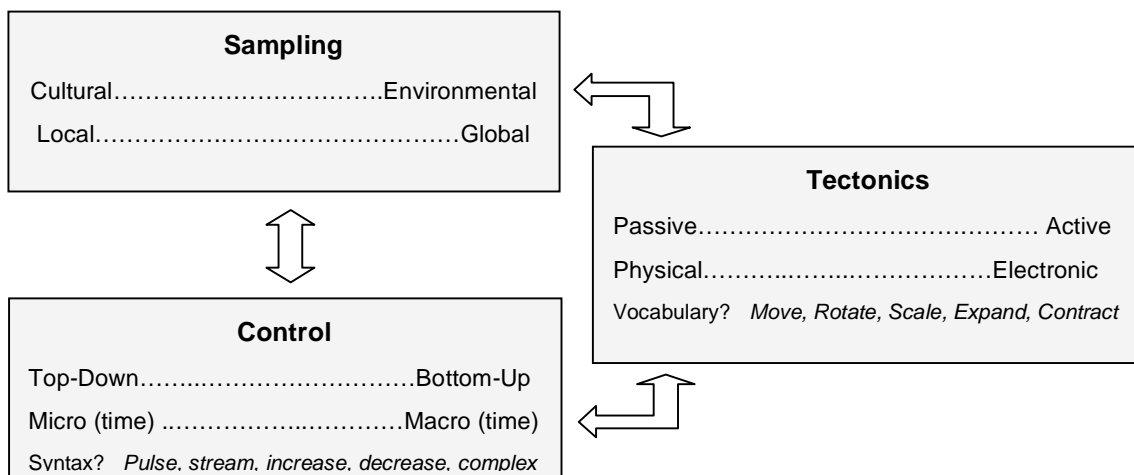 Sampling
Cultural…………………………….Environmental
Local…………..………………………Global
Tectonics
Passive……………………………….……… Active
Physical………..……..………………Electronic
Vocabulary? Move, Rotate, Scale, Expand, Contract
Control
Top-Down……..……………………Bottom-Up
Micro (time) ..……………..…………Macro (time)
Syntax? Pulse, stream, increase, decrease, complex